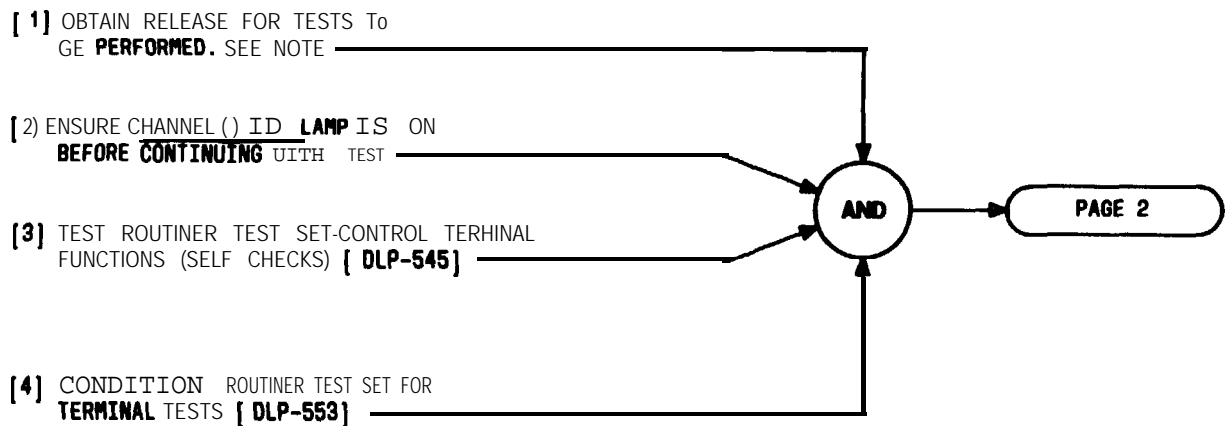 [1] OBTAIN RELEASE FOR TESTS To
GE PERFORMED. SEE NOTE
[2) ENSURE CHANNEL () ID LAMP IS ON
BEFORE CONTINUING UITH TEST
[3] TEST ROUTINER TEST SET-CONTROL TERHINAL
FUNCTIONS (SELF CHECKS) [ DLP-545]
[4] CONDITION ROUTINER TEST SET FOR
TERMINAL TESTS [ DLP-553]
AND
PAGE 2